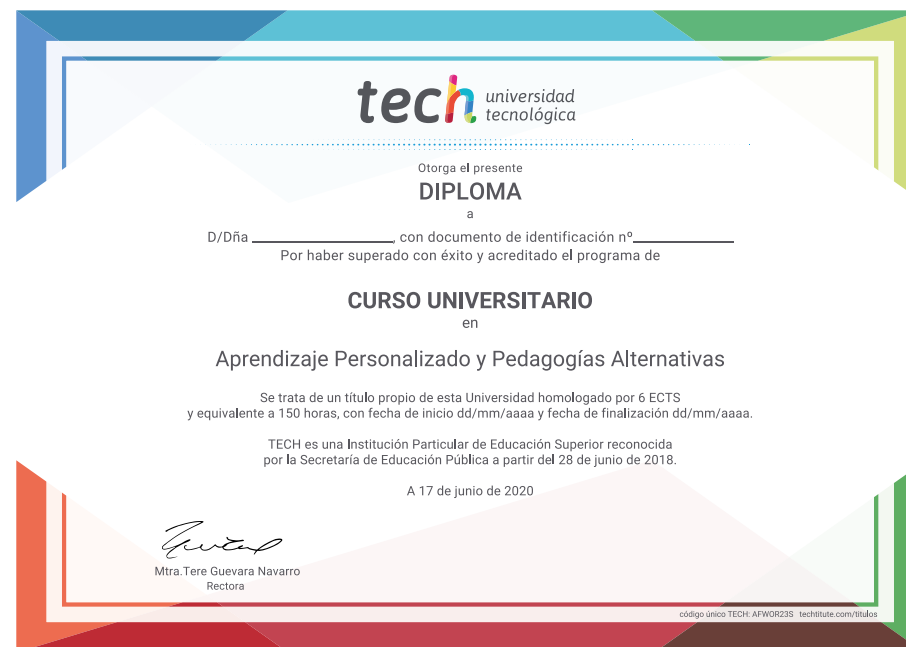 tech universidad
tecnológica
Otorga el presente
DIPLOMA
a
D/Dña ____________________, con documento de identificación nº______________
Por haber superado con éxito y acreditado el programa de
CURSO UNIVERSITARIO
en
Aprendizaje Personalizado y Pedagogías Alternativas
Se trata de un título propio de esta Universidad homologado por 6 ECTS
y equivalente a 150 horas, con fecha de inicio dd/mm/aaaa y fecha de finalización dd/mm/aaaa.
TECH es una Institución Particular de Educación Superior reconocida
por la Secretaría de Educación Pública a partir del 28 de junio de 2018.
A 17 de junio de 2020
Mtra.Tere Guevara Navarro
Rectora
código único TECH: AFWOR23S techtitute.com/titulos